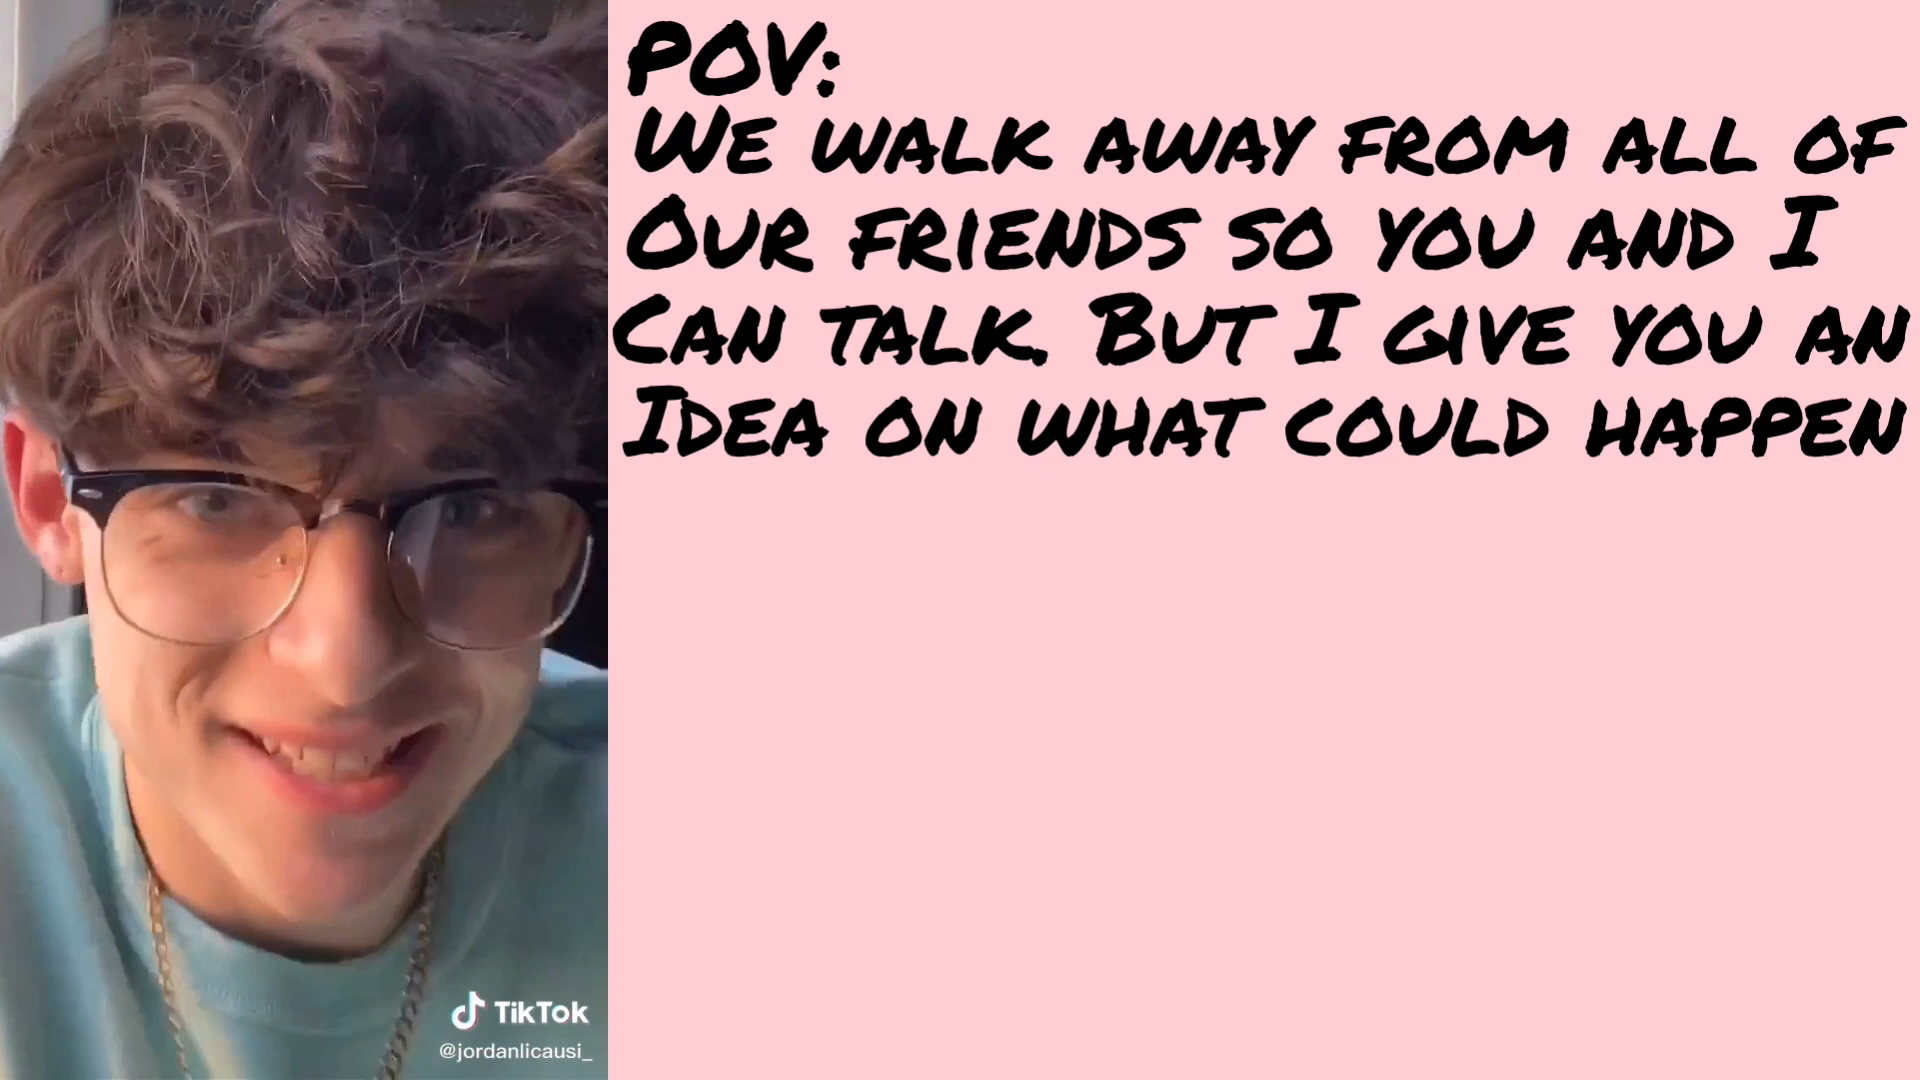 POV:
We walk away from all of
Our friends so you and I
Can talk. But I give you an
Idea on what could happen
TikTok
@jordanlicausi_